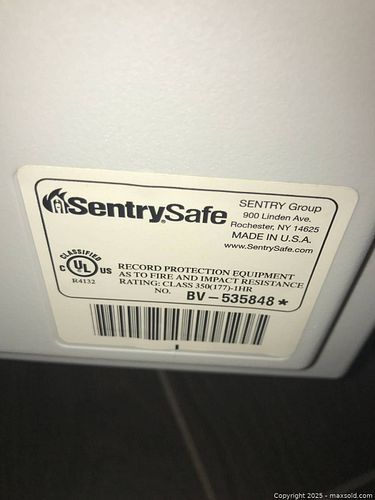 SentrySafe
SENTRY Group
900 Linden Ave.
Rochester, NY 14625
MADE IN U.S.A.
www.SentrySafe.com
CLASSIFIED
C UL US
R4132
RECORD PROTECTION EQUIPMENT
AS TO FIRE AND IMPACT RESISTANCE
RATING: CLASS 350(177)-1HR
NO. BV-535848*
Copyright 2025 - maxsold.com